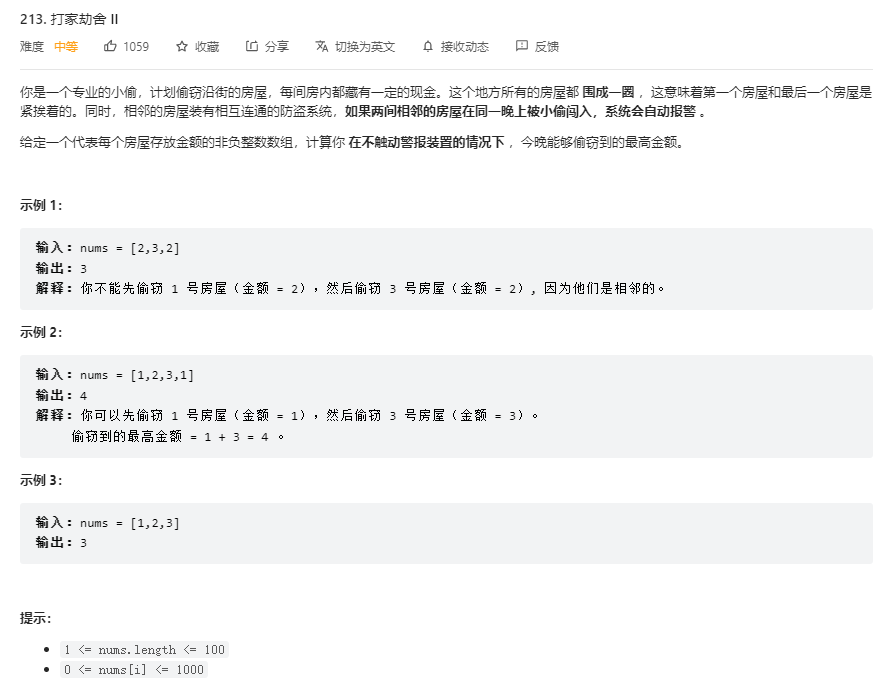 213. 打家劫舍 II
难度 中等 1059 收藏 分享 切换为英文 接收动态 反馈
你是一个专业的小偷，计划偷窃沿街的房屋，每间房内都藏有一定的现金。这个地方所有的房屋都 围成一圈 ，这意味着第一个房屋和最后一个房屋是
紧挨着的。同时，相邻的房屋装有相互连通的防盗系统，如果两间相邻的房屋在同一晚上被小偷闯入，系统会自动报警 。
给定一个代表每个房屋存放金额的非负整数数组，计算你 在不触动警报装置的情况下 ，今晚能够偷窃到的最高金额。
示例 1：
输入：nums = [2,3,2]
输出：3
解释：你不能先偷窃 1 号房屋（金额 = 2），然后偷窃 3 号房屋（金额 = 2）, 因为他们是相邻的。
示例 2：
输入：nums = [1,2,3,1]
输出：4
解释：你可以先偷窃 1 号房屋（金额 = 1），然后偷窃 3 号房屋（金额 = 3）。
偷窃到的最高金额 = 1 + 3 = 4 。
示例 3：
输入：nums = [1,2,3]
输出：3
提示：
1 <= nums.length <= 100
0 <= nums[i] <= 1000